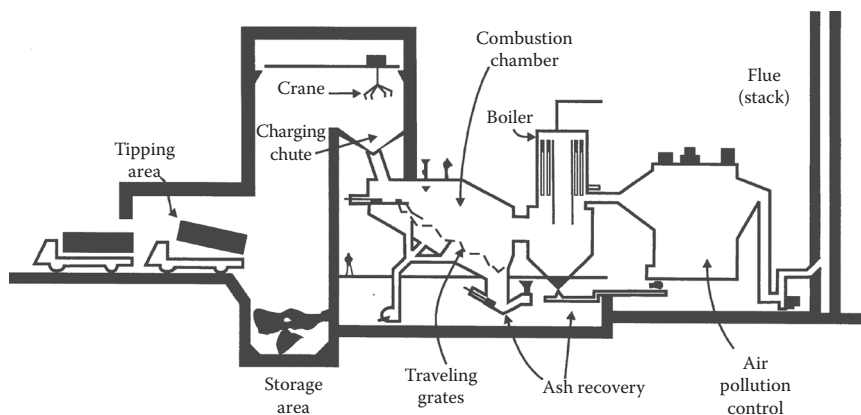 Combustion
chamber
Flue
(stack)
Crane
Boiler
Charging
chute
Tipping
area
Storage
area
Traveling
grates
Ash recovery
Air
pollution
control